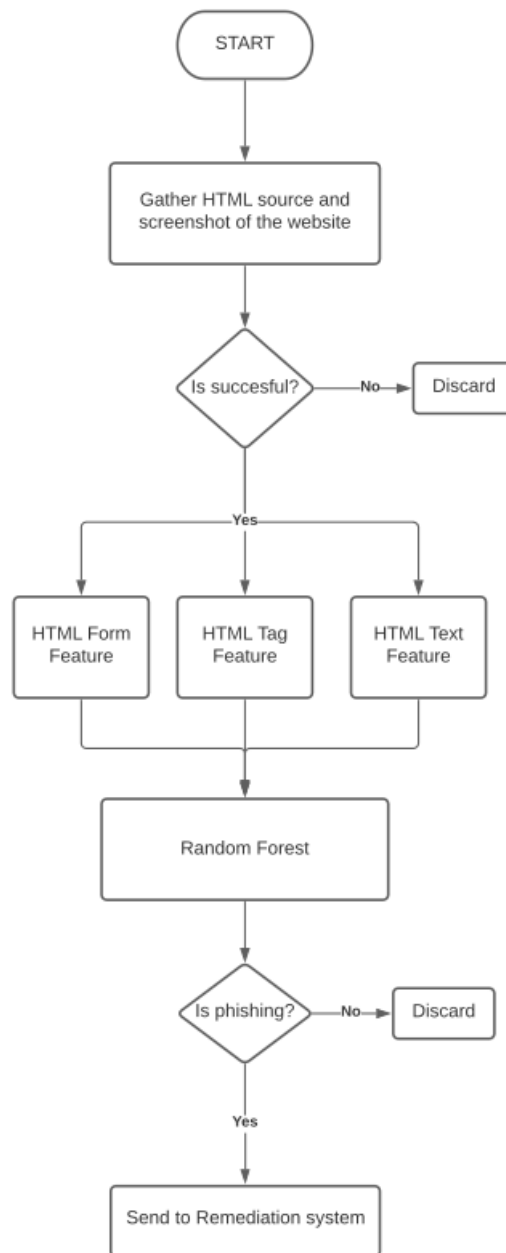 START
Gather HTML source and
screenshot of the website
Is succesful?
No
Discard
Yes
HTML Form
Feature
HTML Tag
Feature
HTML Text
Feature
Random Forest
Is phishing?
No
Discard
Yes
Send to Remediation system